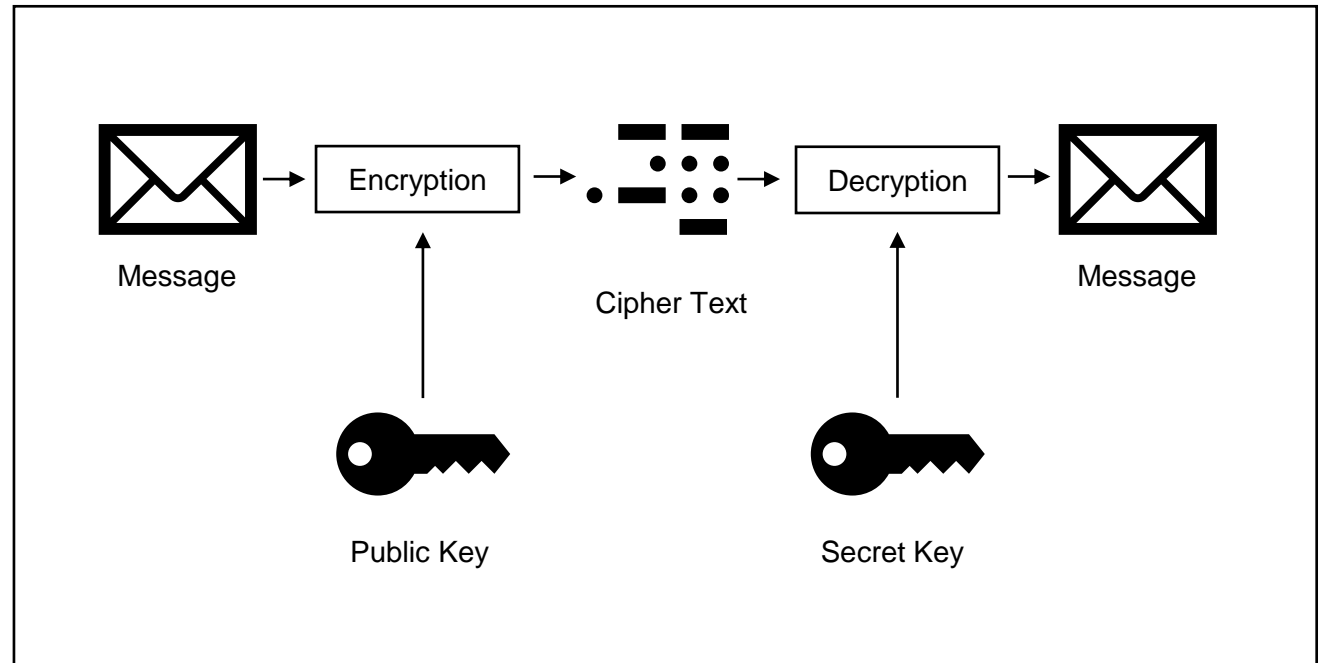 Encryption
Decryption
Message
Message
Cipher Text
Public Key
Secret Key